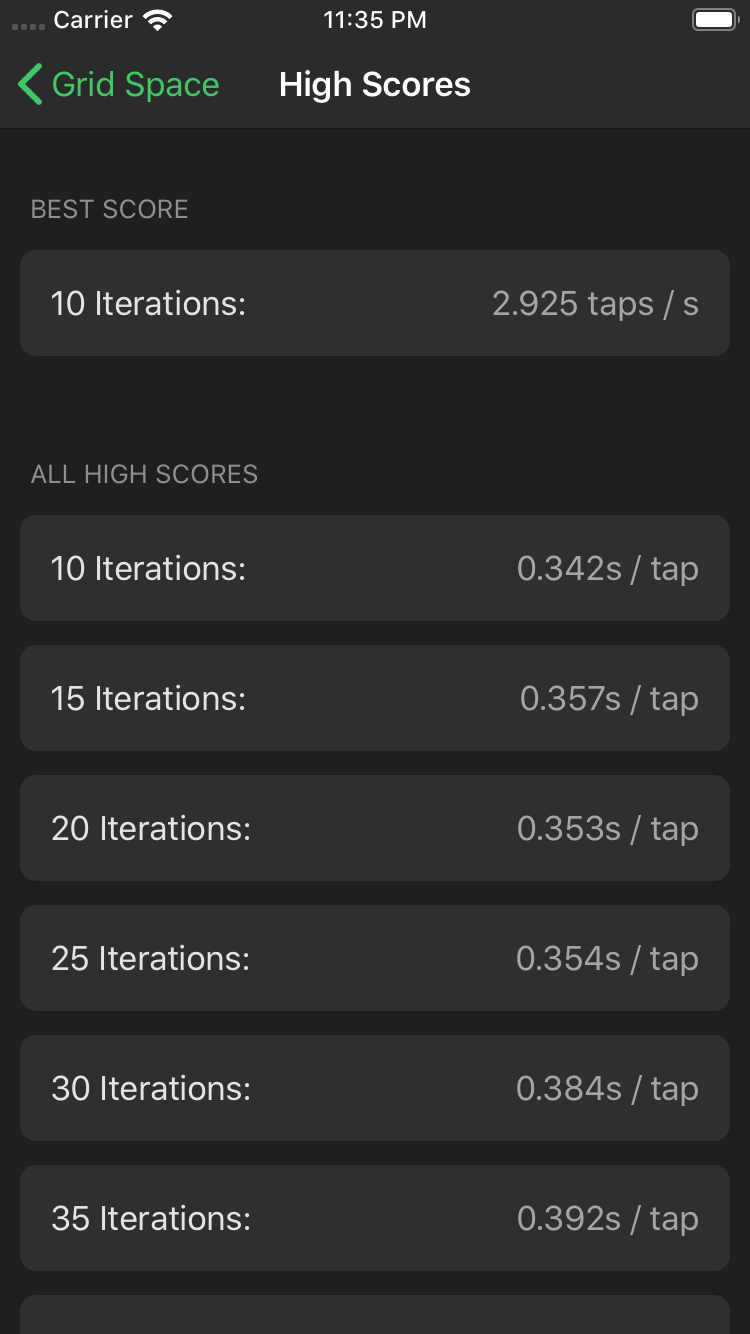 Carrier 11:35 PM
Grid Space High Scores
BEST SCORE
10 Iterations: 2.925 taps / s
ALL HIGH SCORES
10 Iterations: 0.342s / tap
15 Iterations: 0.357s / tap
20 Iterations: 0.353s / tap
25 Iterations: 0.354s / tap
30 Iterations: 0.384s / tap
35 Iterations: 0.392s / tap